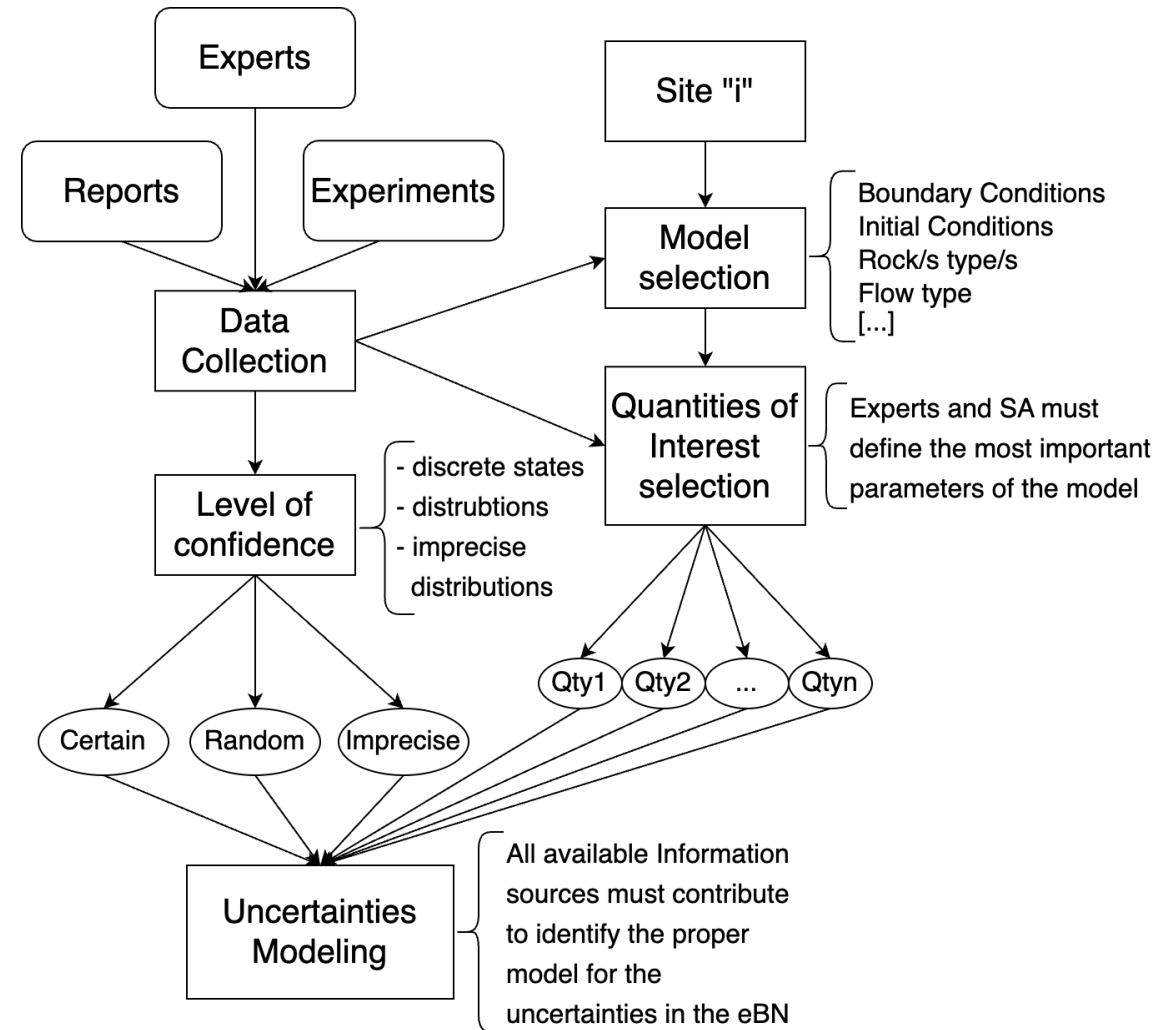 Experts
Reports
Experiments
Data
Collection
Site "i"
Model
selection
Boundary Conditions
Initial Conditions
Rock/s type/s
Flow type
[...]
Quantities of
Interest
selection
Experts and SA must
define the most important
parameters of the model
Level of
confidence
- discrete states
- distrubtions
- imprecise
distributions
Certain
Random
Imprecise
Qty1
Qty2
...
Qtyn
Uncertainties
Modeling
All available Information
sources must contribute
to identify the proper
model for the
uncertainties in the eBN